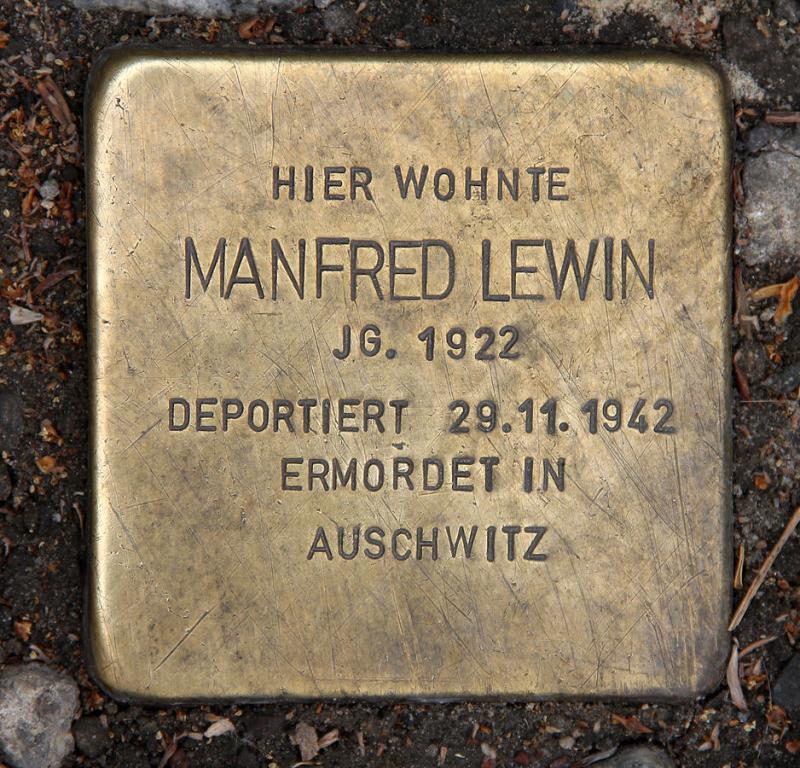 HIER WOHNTE
MANFRED LEWIN
JG. 1922
DEPORTIERT 29.11.1942
ERMORDET IN
AUSCHWITZ